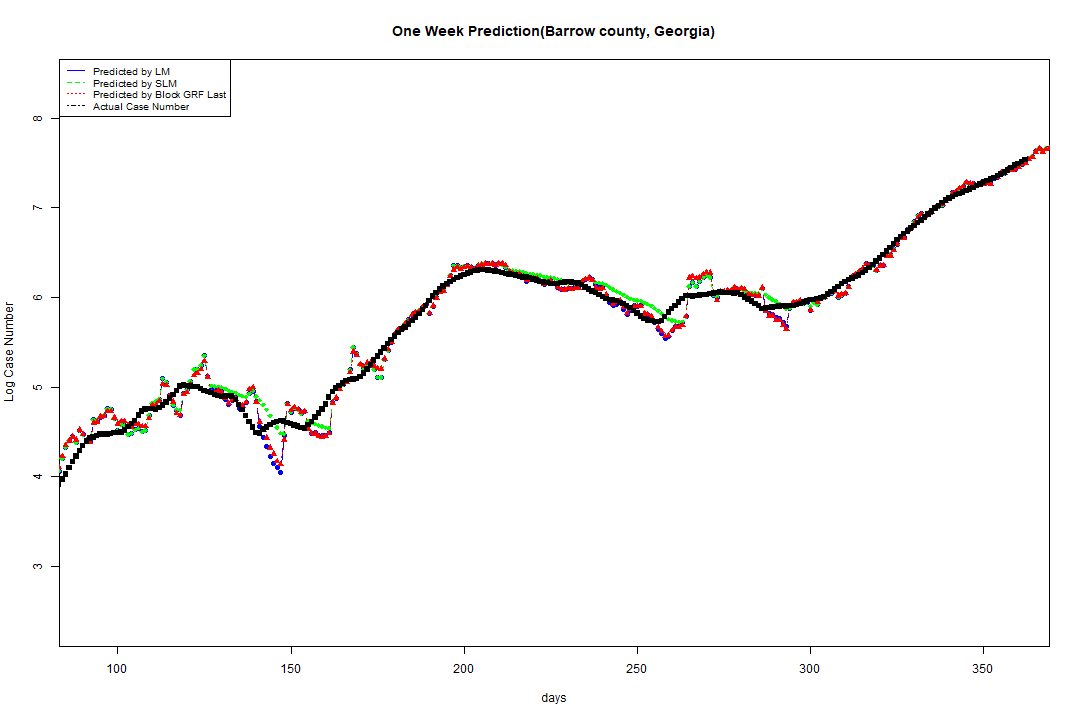 One Week Prediction(Barrow county, Georgia)
Predicted by LM
Predicted by SLM
Predicted by Block GRF Last
Actual Case Number
8
7
6
5
4
3
Log Case Number
100 150 200 250 300 350
days